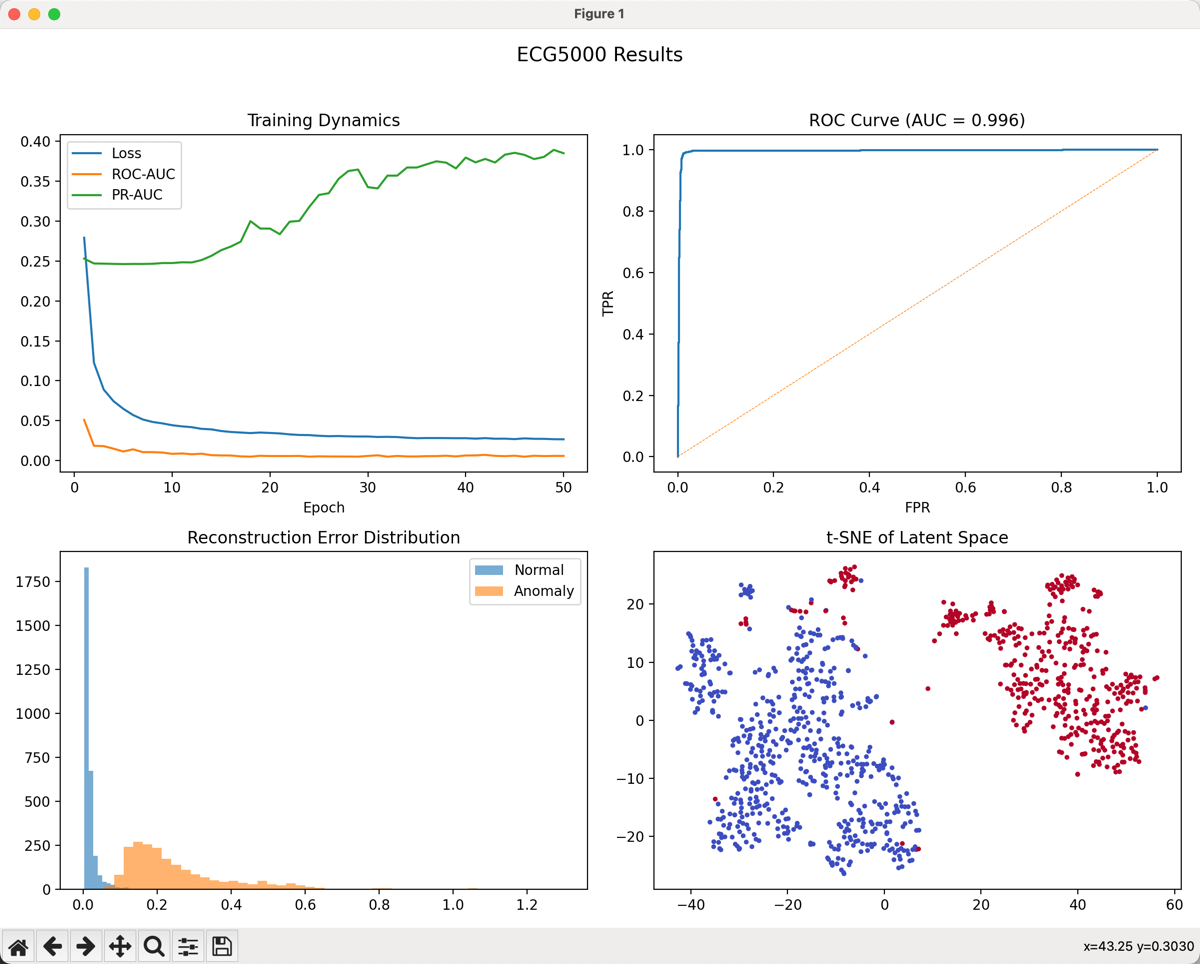 Figure 1
ECG5000 Results
Training Dynamics
Loss
ROC-AUC
PR-AUC
0.40
0.35
0.30
0.25
0.20
0.15
0.10
0.05
0.00
0 10 20 30 40 50
Epoch
ROC Curve (AUC = 0.996)
TPR
1.0
0.8
0.6
0.4
0.2
0.0
0.0 0.2 0.4 0.6 0.8 1.0
FPR
Reconstruction Error Distribution
Normal
Anomaly
1750
1500
1250
1000
750
500
250
0
0.0 0.2 0.4 0.6 0.8 1.0 1.2
t-SNE of Latent Space
20
10
0
−10
−20
−40 −20 0 20 40 60
x=43.25 y=0.3030